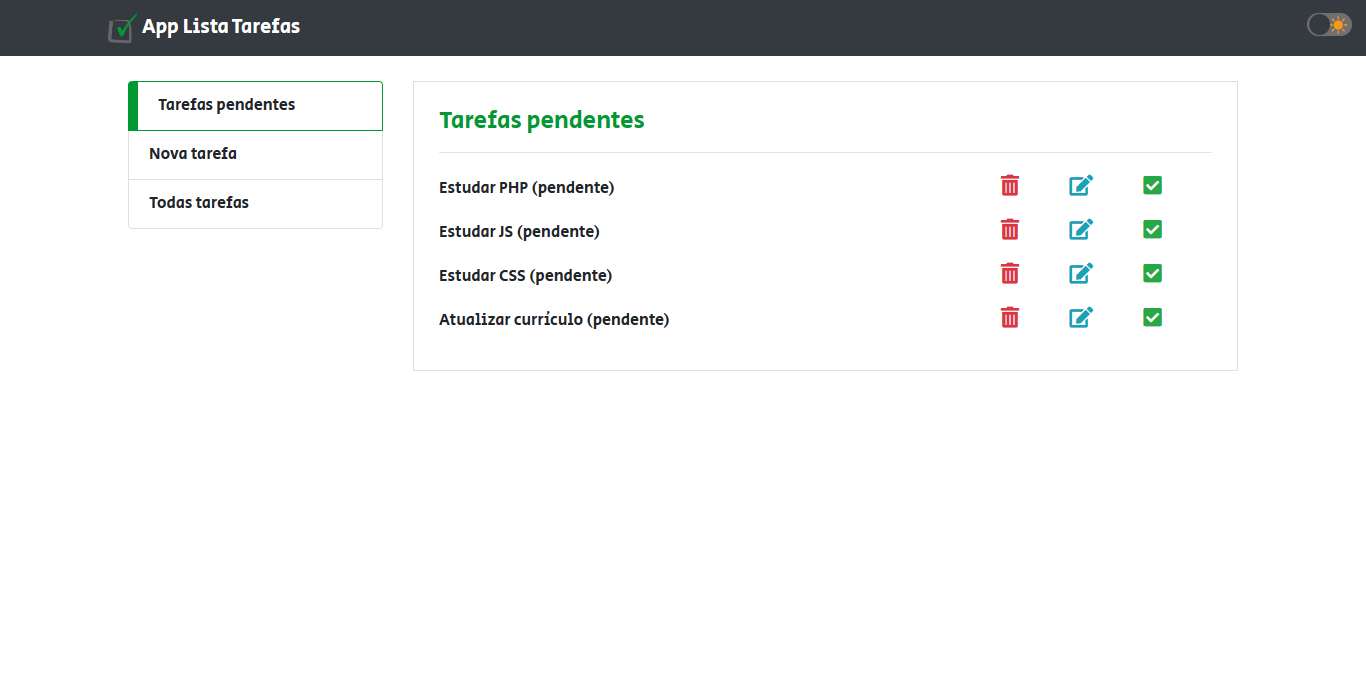 App Lista Tarefas
Tarefas pendentes
Nova tarefa
Todas tarefas
Tarefas pendentes
Estudar PHP (pendente)
Estudar JS (pendente)
Estudar CSS (pendente)
Atualizar currículo (pendente)